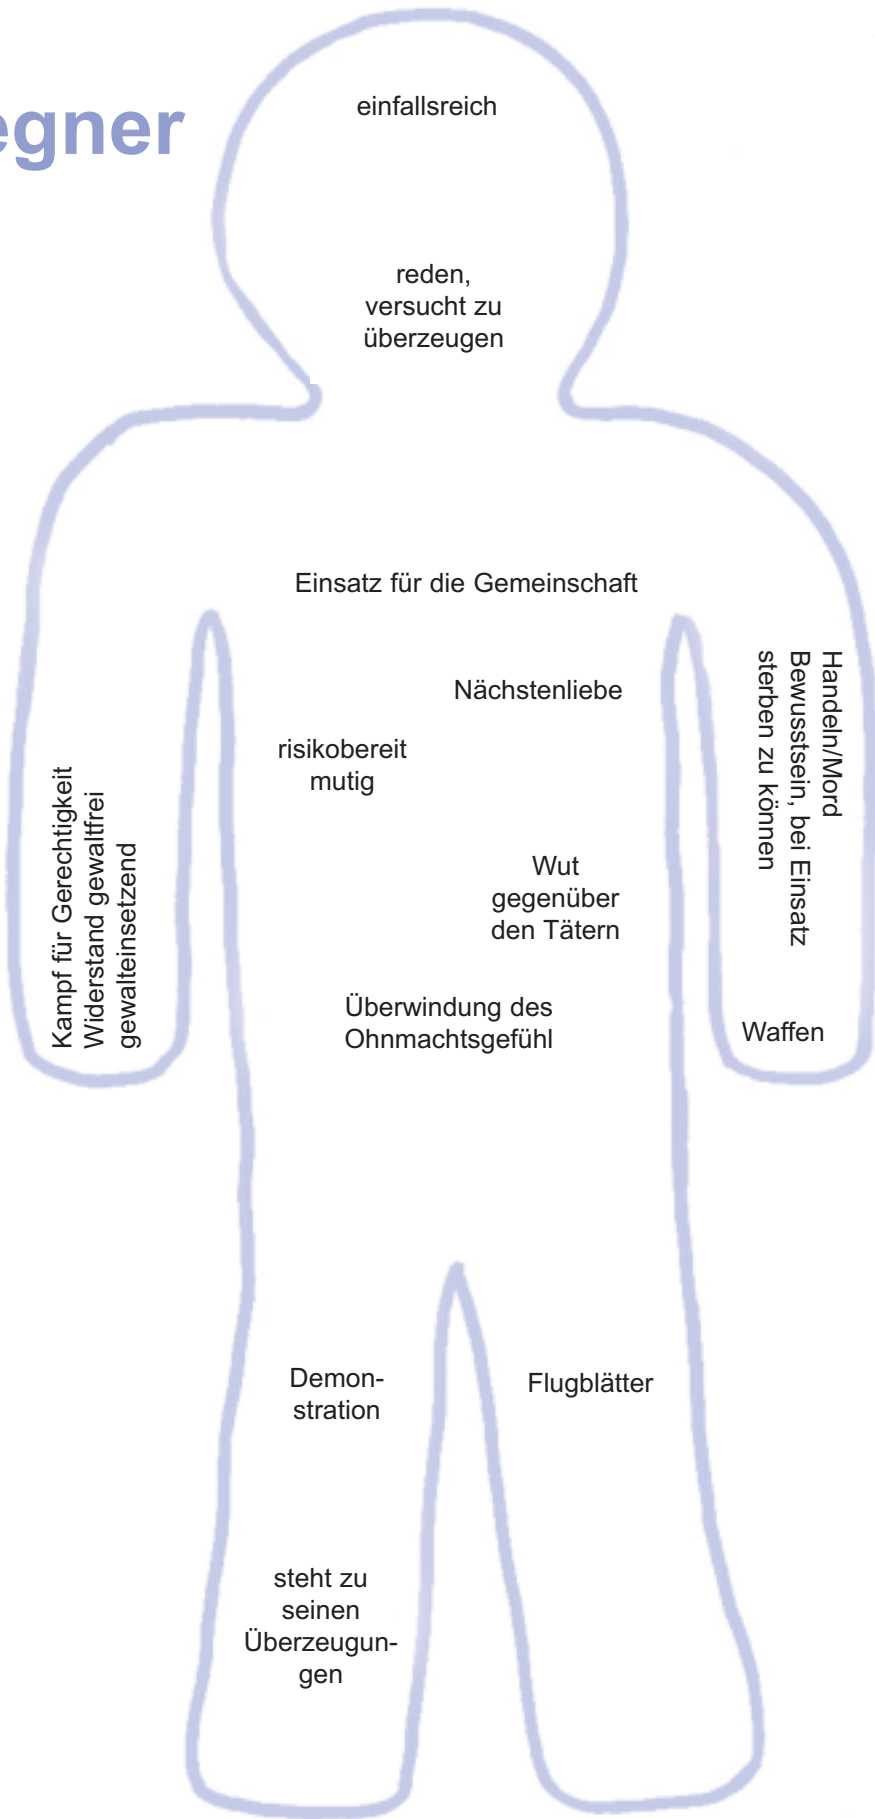 egner
einfallsreich
reden,
versucht zu
überzeugen
Einsatz für die Gemeinschaft
Nächstenliebe
risikobereit
mutig
Handeln/Mord
Bewusstsein, bei Einsatz
sterben zu können
Kampf für Gerechtigkeit
Widerstand gewaltfrei
gewalteinsetzend
Wut
gegenüber
den Tätern
Überwindung des
Ohnmachtsgefühl
Waffen
Demon-
stration
Flugblätter
steht zu
seinen
Überzeugun-
gen